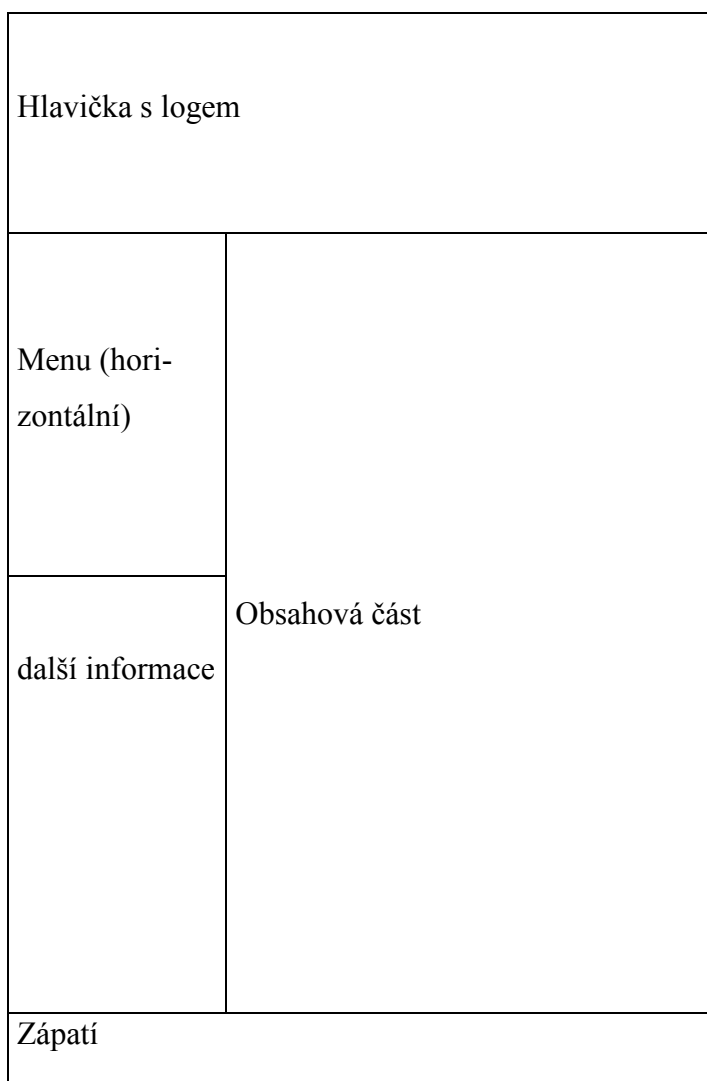 Hlavička s logem
Menu (hori-
zontální)
další informace
Obsahová část
Zápatí